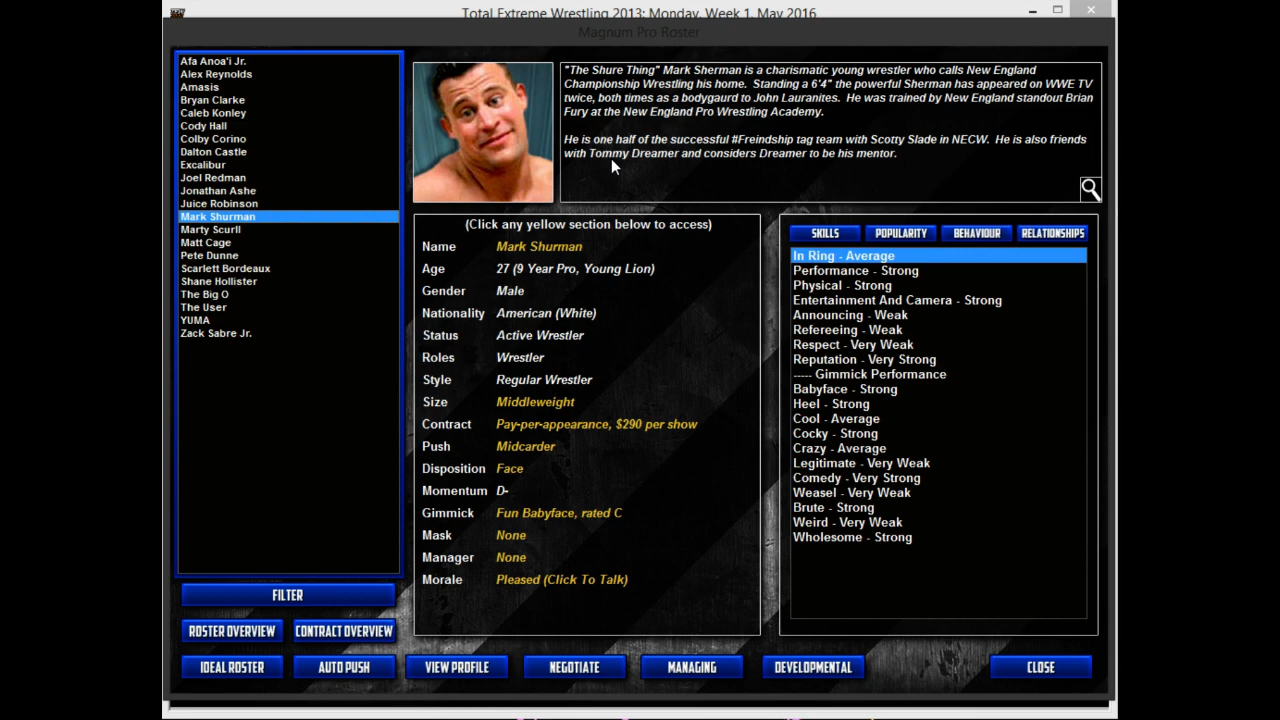 Total Extreme Wrestling 2013: Monday, Week 1, May 2016
Magnum Pro Roster
Afa Anoa'i Jr.
Alex Reynolds
Amasis
Bryan Clarke
Caleb Konley
Cody Hall
Colby Corino
Dalton Castle
Excalibur
Joel Redman
Jonathan Ashe
Juice Robinson
Mark Shurman
Marty Scurll
Matt Cage
Pete Dunne
Scarlett Bordeaux
Shane Hollister
The Big O
The User
YUMA
Zack Sabre Jr.
FILTER
ROSTER OVERVIEW
CONTRACT OVERVIEW
"The Shure Thing" Mark Sherman is a charismatic young wrestler who calls New England
Championship Wrestling his home. Standing a 6'4" the powerful Sherman has appeared on WWE TV
twice, both times as a bodygaurd to John Lauranites. He was trained by New England standout Brian
Fury at the New England Pro Wrestling Academy.
He is one half of the successful #Freindship tag team with Scotty Slade in NECW. He is also friends
with Tommy Dreamer and considers Dreamer to be his mentor.
(Click any yellow section below to access)
Name Mark Shurman
Age 27 (9 Year Pro, Young Lion)
Gender Male
Nationality American (White)
Status Active Wrestler
Roles Wrestler
Style Regular Wrestler
Size Middleweight
Contract Pay-per-appearance, $290 per show
Push Midcarder
Disposition Face
Momentum D-
Gimmick Fun Babyface, rated C
Mask None
Manager None
Morale Pleased (Click To Talk)
SKILLS POPULARITY BEHAVIOUR RELATIONSHIPS
In Ring - Average
Performance - Strong
Physical - Strong
Entertainment And Camera - Strong
Announcing - Weak
Refereeing - Weak
Respect - Very Weak
Reputation - Very Strong
----- Gimmick Performance
Babyface - Strong
Heel - Strong
Cool - Average
Cocky - Strong
Crazy - Average
Legitimate - Very Weak
Comedy - Very Strong
Weasel - Very Weak
Brute - Strong
Weird - Very Weak
Wholesome - Strong
IDEAL ROSTER AUTO PUSH VIEW PROFILE NEGOTIATE MANAGING DEVELOPMENTAL CLOSE